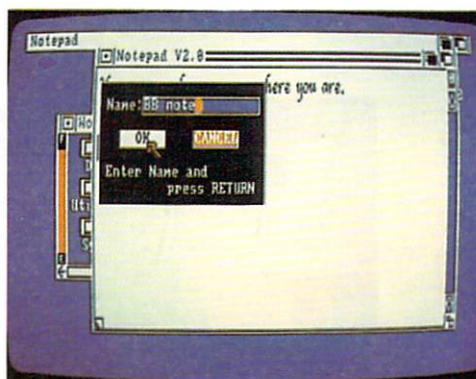 Notepad
Notepad V2.0
here you are.
Name: BB note
OK
CANCEL
Enter Name and
press RETURN